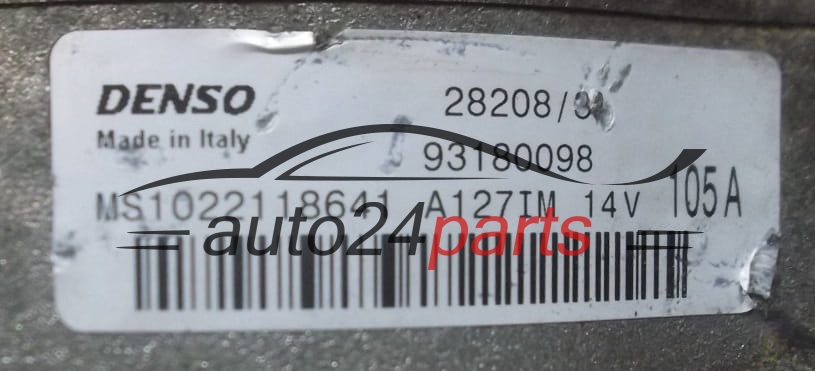 DENSO 28208/
Made in Italy 93180098
MS1022118641 A127IM 14V 105A
auto24parts